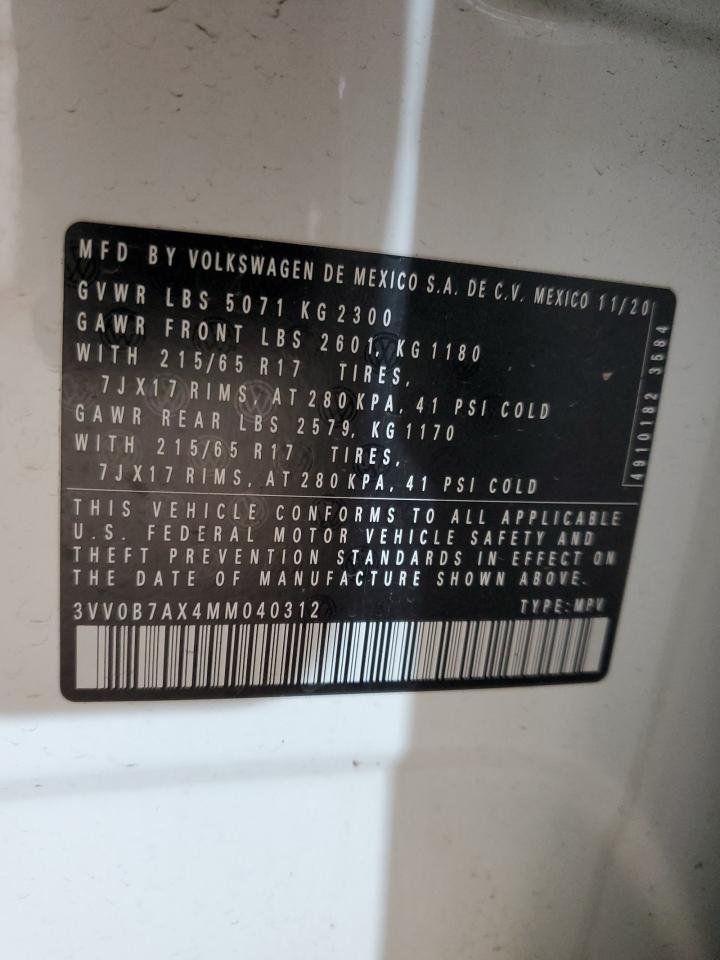 MFD BY VOLKSWAGEN DE MEXICO S.A. DE C.V. MEXICO 11/20
GVWR LBS 5071 KG 2300
GAWR FRONT LBS 2601, KG 1180
WITH 215/65 R17 TIRES,
7JX17 RIMS, AT 280 KPA, 41 PSI COLD
GAWR REAR LBS 2579, KG 1170
WITH 215/65 R17 TIRES,
7JX17 RIMS, AT 280 KPA, 41 PSI COLD
4910182 3584
THIS VEHICLE CONFORMS TO ALL APPLICABLE
U.S. FEDERAL MOTOR VEHICLE SAFETY AND
THEFT PREVENTION STANDARDS IN EFFECT ON
THE DATE OF MANUFACTURE SHOWN ABOVE.
3VV0B7AX4MM040312 TYPE: MPV